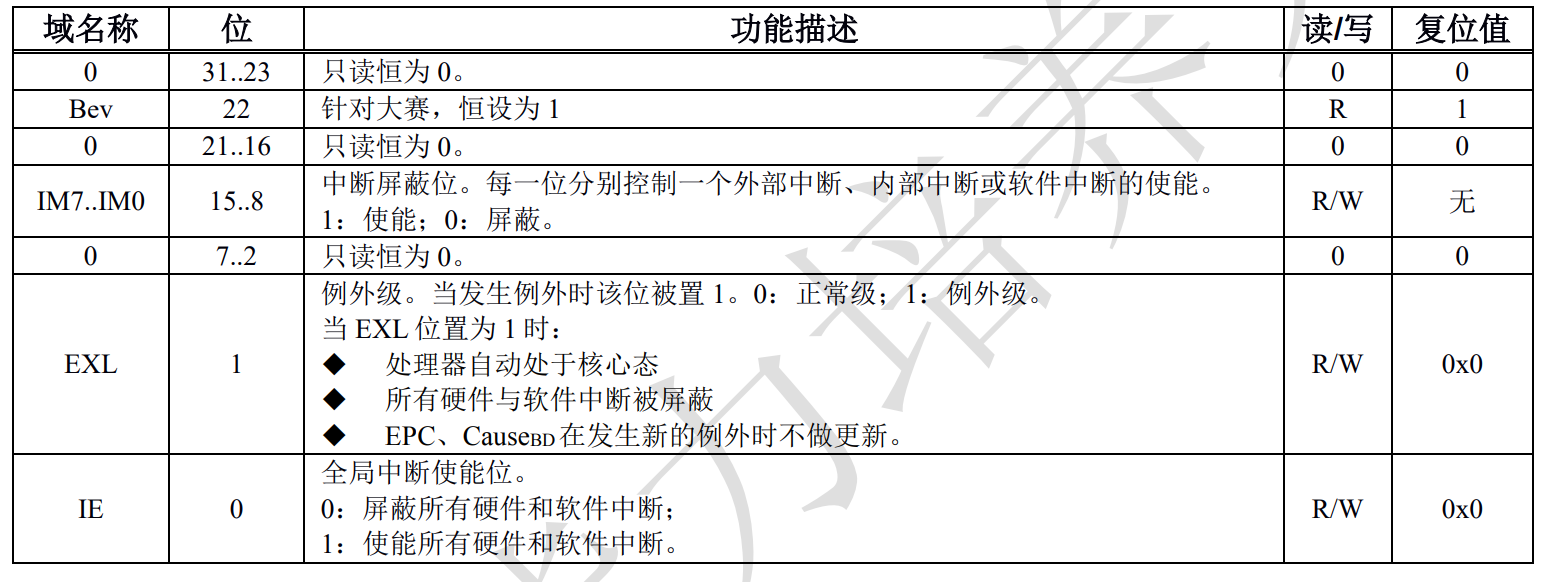 域名称 位 功能描述 读/写 复位值
0 31..23 只读恒为 0。 0 0
Bev 22 针对大赛，恒设为 1 R 1
0 21..16 只读恒为 0。 0 0
IM7..IM0 15..8 中断屏蔽位。每一位分别控制一个外部中断、内部中断或软件中断的使能。 R/W 无
1：使能；0：屏蔽。
0 7..2 只读恒为 0。 0 0
例外级。当发生例外时该位被置 1。0：正常级；1：例外级。
当 EXL 位置为 1 时：
EXL 1 ◆ 处理器自动处于核心态 R/W 0x0
◆ 所有硬件与软件中断被屏蔽
◆ EPC、CauseBD 在发生新的例外时不做更新。
全局中断使能位。
IE 0 0：屏蔽所有硬件和软件中断； R/W 0x0
1：使能所有硬件和软件中断。
力培养